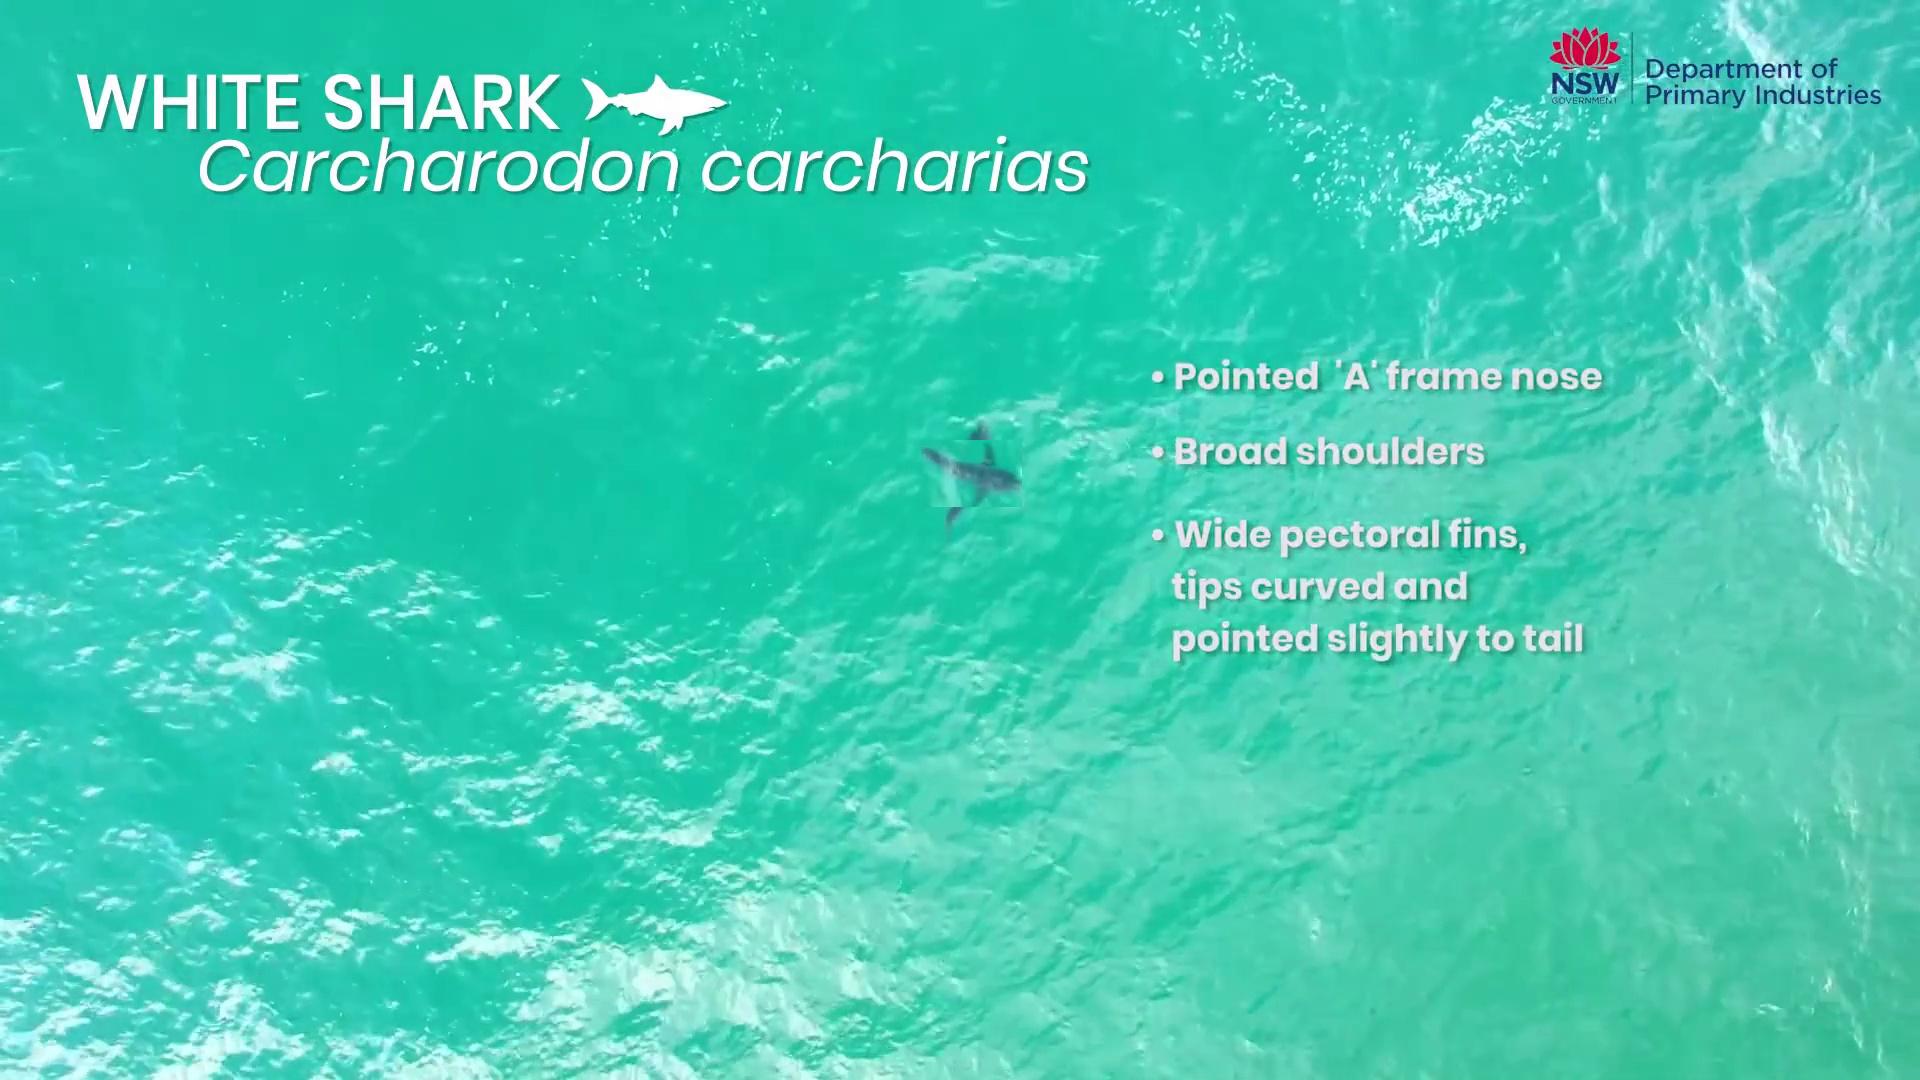 WHITE SHARK
Carcharodon carcharias
NSW
GOVERNMENT
Department of
Primary Industries
• Pointed 'A' frame nose
• Broad shoulders
• Wide pectoral fins,
tips curved and
pointed slightly to tail